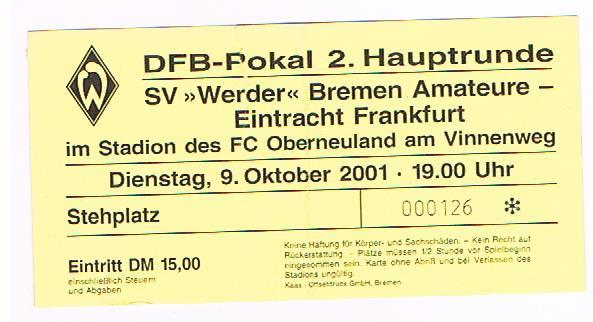 DFB-Pokal 2. Hauptrunde
SV »Werder« Bremen Amateure –
Eintracht Frankfurt
im Stadion des FC Oberneuland am Vinnenweg
Dienstag, 9. Oktober 2001 · 19.00 Uhr
Stehplatz 000126 ✻
Eintritt DM 15,00
einschließlich Steuern
und Abgaben
Keine Haftung für Körper- und Sachschäden. – Kein Recht auf
Rückerstattung. – Plätze müssen 1/2 Stunde vor Spielbeginn
eingenommen sein. Karte ohne Abriß und bei Verlassen des
Stadions ungültig.
Kaas - Offsetdruck GmbH, Bremen